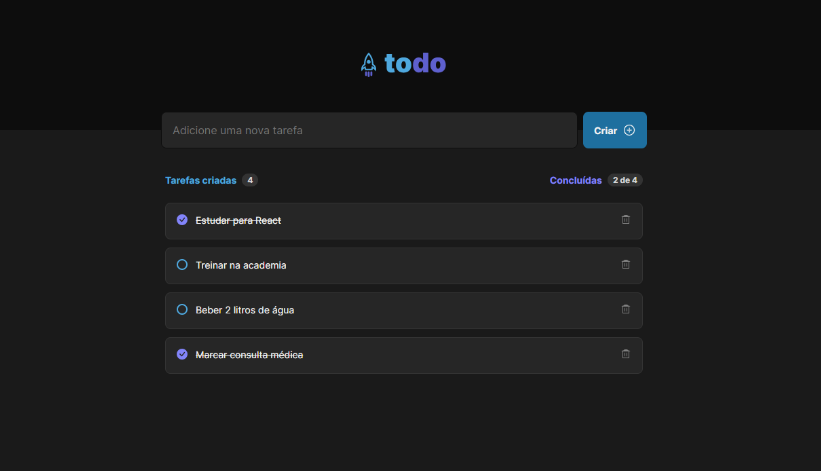 todo
Adicione uma nova tarefa
Criar
Tarefas criadas 4
Concluídas 2 de 4
Estudar para React
Treinar na academia
Beber 2 litros de água
Marcar consulta médica